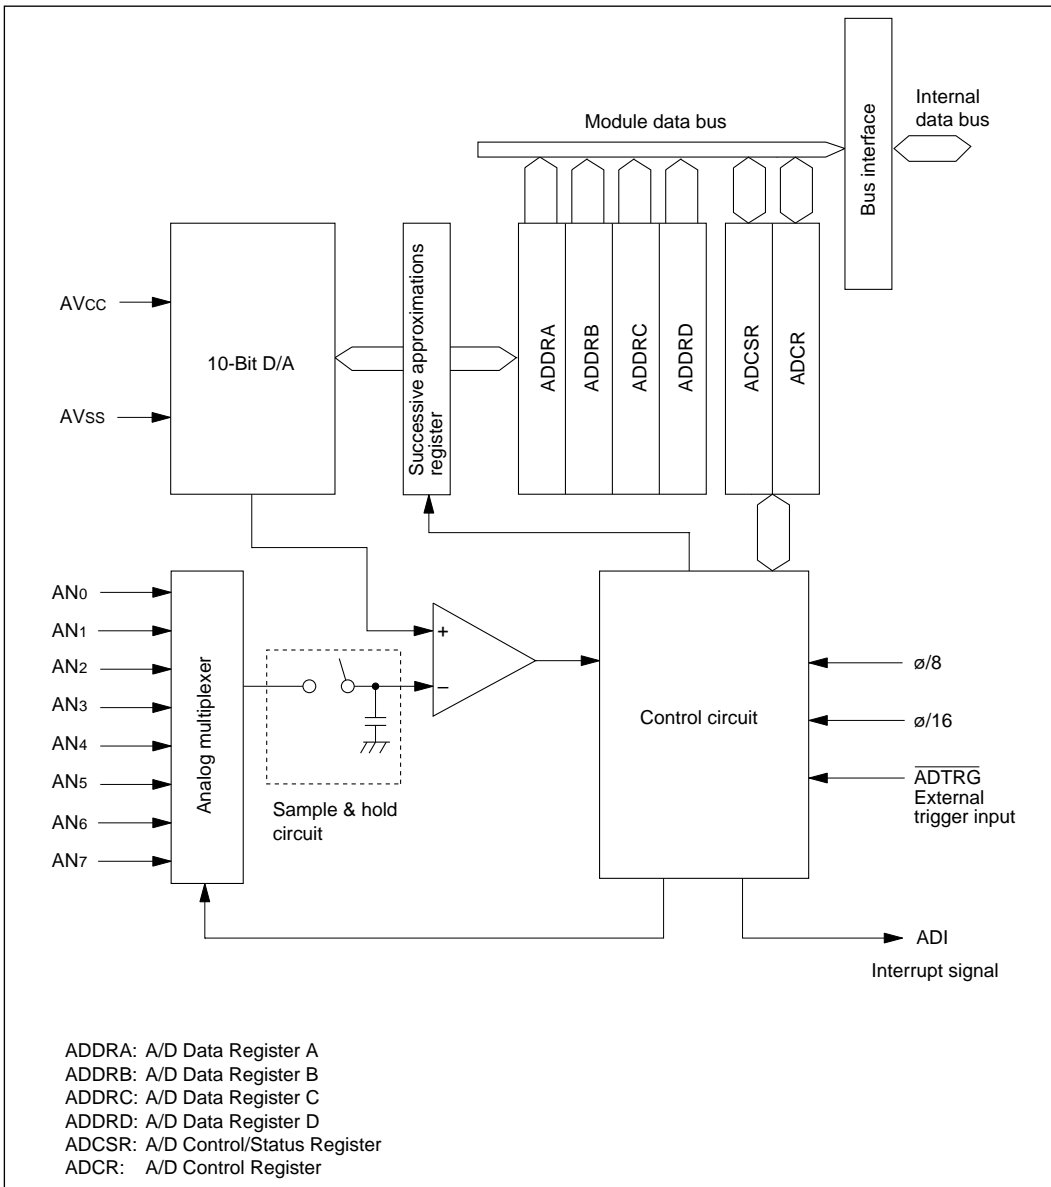 Module data bus
Internal
data bus
Bus interface
AVCC
AVSS
10-Bit D/A
Successive approximations
register
ADDRA
ADDRB
ADDRC
ADDRD
ADCSR
ADCR
AN0
AN1
AN2
AN3
AN4
AN5
AN6
AN7
Analog multiplexer
Sample & hold
circuit
+
–
Control circuit
ø/8
ø/16
ADTRG
External
trigger input
ADI
Interrupt signal
ADDRA: A/D Data Register A
ADDRB: A/D Data Register B
ADDRC: A/D Data Register C
ADDRD: A/D Data Register D
ADCSR: A/D Control/Status Register
ADCR: A/D Control Register